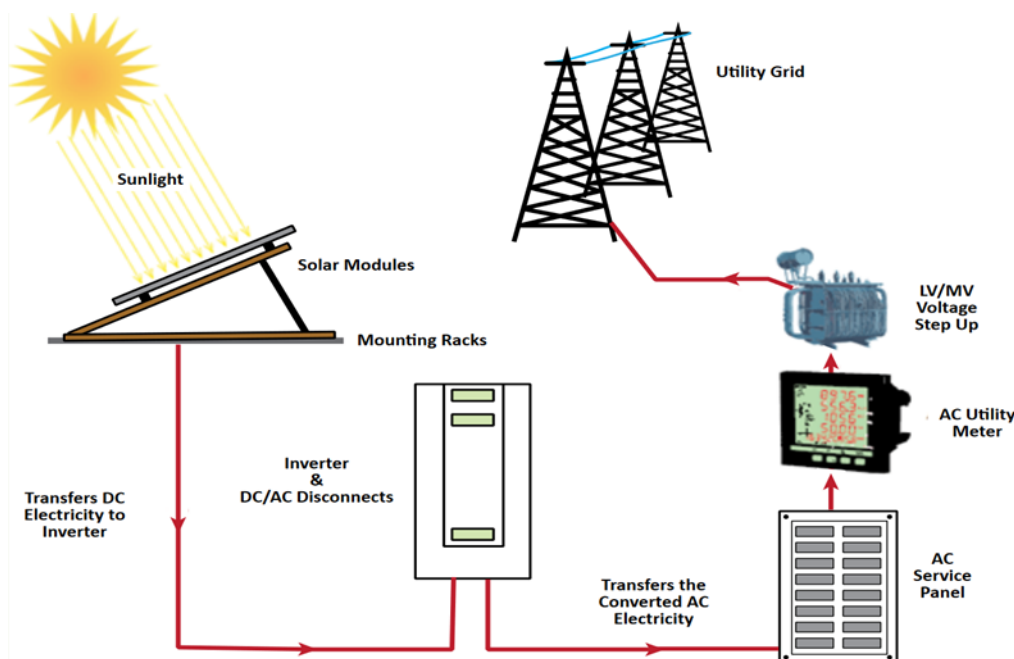 Utility Grid
Sunlight
Solar Modules
LV/MV
Voltage
Step Up
Mounting Racks
AC Utility
Meter
Inverter
&
DC/AC Disconnects
Transfers DC
Electricity to
Inverter
AC
Service
Panel
Transfers the
Converted AC
Electricity